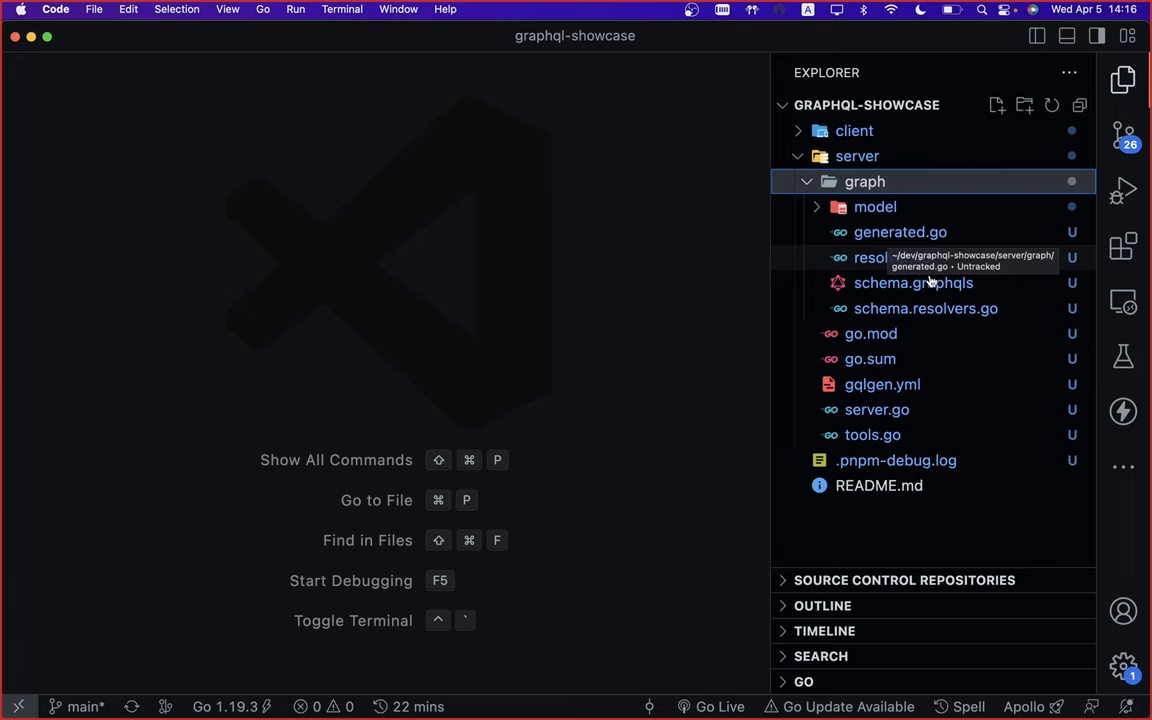 Code File Edit Selection View Go Run Terminal Window Help A Wed Apr 5 14:16
graphql-showcase
EXPLORER
GRAPHQL-SHOWCASE
client
server
graph
model
generated.go U
resol U
~/dev/graphql-showcase/server/graph/
generated.go • Untracked
schema.graphqls U
schema.resolvers.go U
go.mod U
go.sum U
gqlgen.yml U
server.go U
tools.go U
.pnpm-debug.log U
README.md
26
Show All Commands ⇧ ⌘ P
Go to File ⌘ P
Find in Files ⇧ ⌘ F
Start Debugging F5
Toggle Terminal ^ `
SOURCE CONTROL REPOSITORIES
OUTLINE
TIMELINE
SEARCH
GO
1
main* Go 1.19.3 0 0 22 mins Go Live Go Update Available Spell Apollo